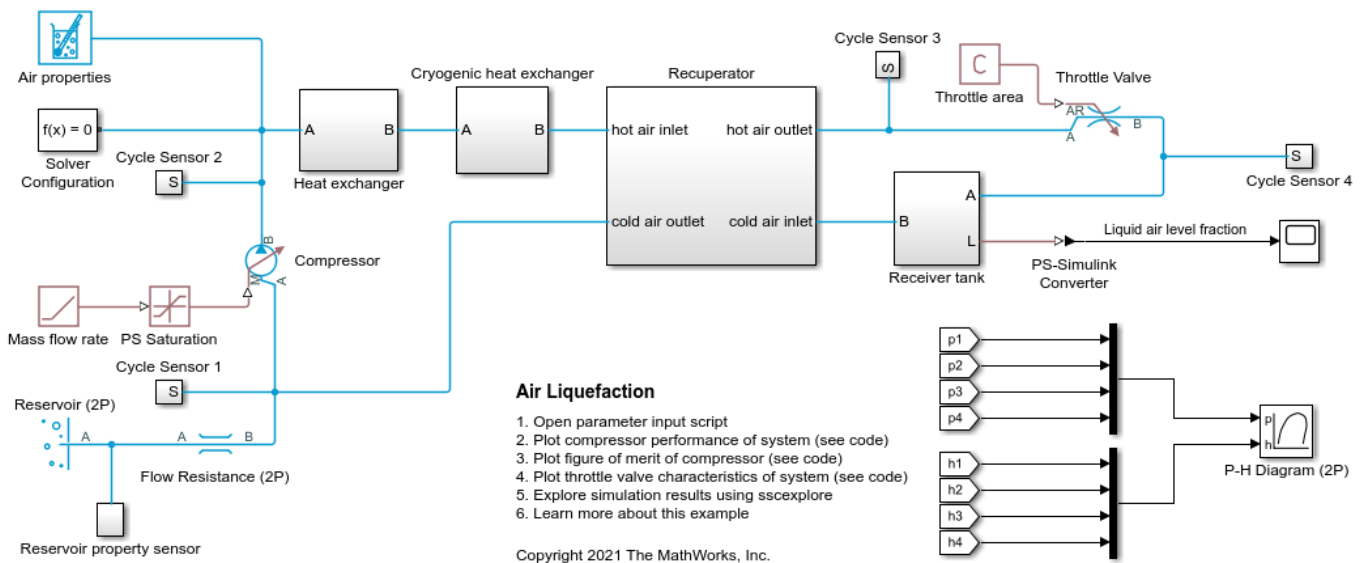 Air properties
f(x) = 0
Solver
Configuration
Cycle Sensor 2
S
A
B
Heat exchanger
Cryogenic heat exchanger
A
B
Recuperator
hot air inlet
hot air outlet
cold air outlet
cold air inlet
Cycle Sensor 3
S
C
Throttle area
Throttle Valve
AR
A
B
S
Cycle Sensor 4
A
B
L
Receiver tank
Liquid air level fraction
PS-Simulink
Converter
B
M
A
Compressor
Mass flow rate
PS Saturation
Cycle Sensor 1
S
Reservoir (2P)
A
A
B
Flow Resistance (2P)
Reservoir property sensor
Air Liquefaction
1. Open parameter input script
2. Plot compressor performance of system (see code)
3. Plot figure of merit of compressor (see code)
4. Plot throttle valve characteristics of system (see code)
5. Explore simulation results using sscexplore
6. Learn more about this example
Copyright 2021 The MathWorks, Inc.
p1
p2
p3
p4
h1
h2
h3
h4
p
h
P-H Diagram (2P)